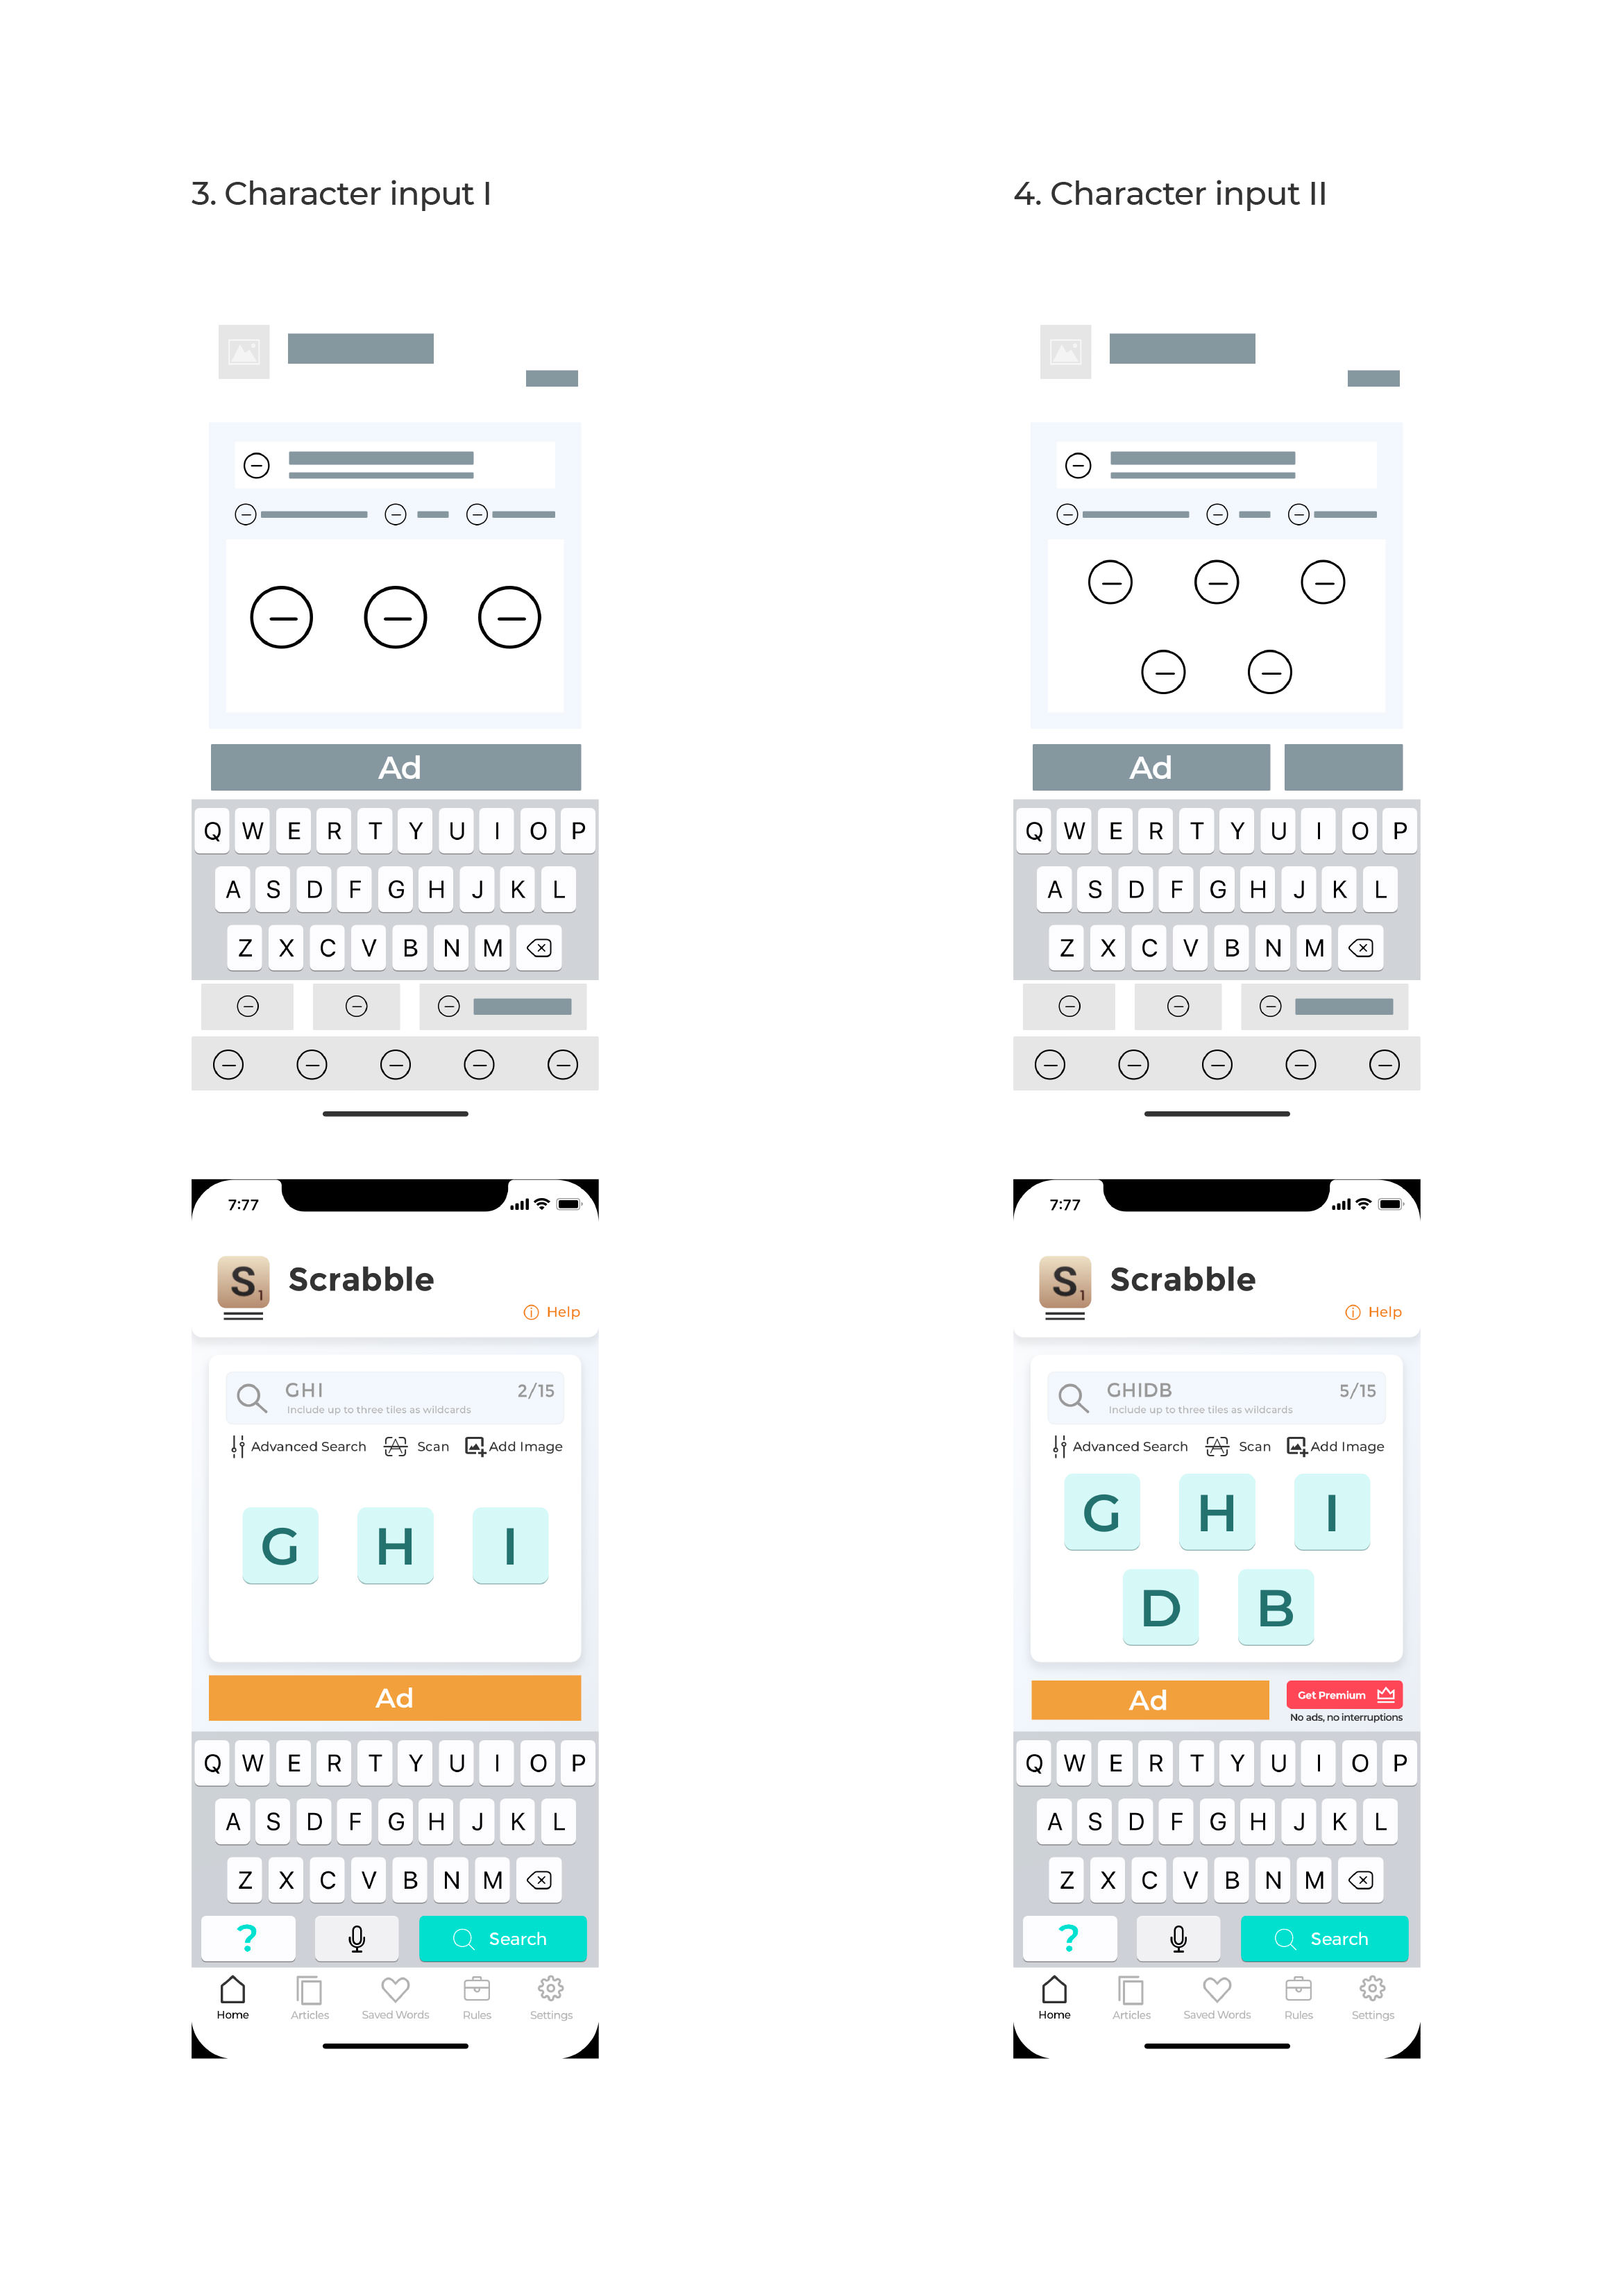 3. Character input I
4. Character input II
Ad
Q W E R T Y U I O P
A S D F G H J K L
Z X C V B N M
Ad
Q W E R T Y U I O P
A S D F G H J K L
Z X C V B N M
7:77
S1
Scrabble
Help
GHI 2/15
Include up to three tiles as wildcards
Advanced Search Scan Add Image
G H I
Ad
Q W E R T Y U I O P
A S D F G H J K L
Z X C V B N M
? Search
Home Articles Saved Words Rules Settings
7:77
S1
Scrabble
Help
GHIDB 5/15
Include up to three tiles as wildcards
Advanced Search Scan Add Image
G H I
D B
Ad
Get Premium
No ads, no interruptions
Q W E R T Y U I O P
A S D F G H J K L
Z X C V B N M
? Search
Home Articles Saved Words Rules Settings